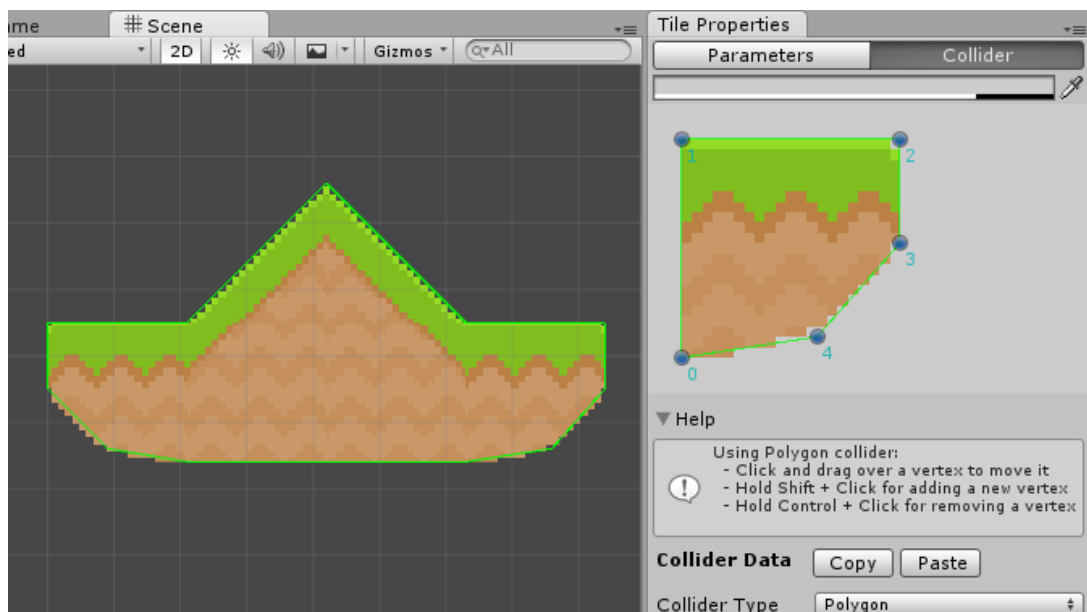 ame
# Scene
ed
2D
Gizmos
All
Tile Properties
Parameters
Collider
1
2
3
4
0
Help
Using Polygon collider:
- Click and drag over a vertex to move it
- Hold Shift + Click for adding a new vertex
- Hold Control + Click for removing a vertex
Collider Data
Copy
Paste
Collider Type
Polygon